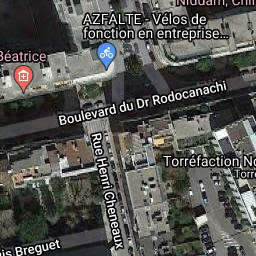 Niddam, Chi
AZFALTE - Vélos de
fonction en entreprise...
Béatrice
Boulevard du Dr Rodocanachi
Rue Henri Cheneaux
Torréfaction No
Torré
is Breguet